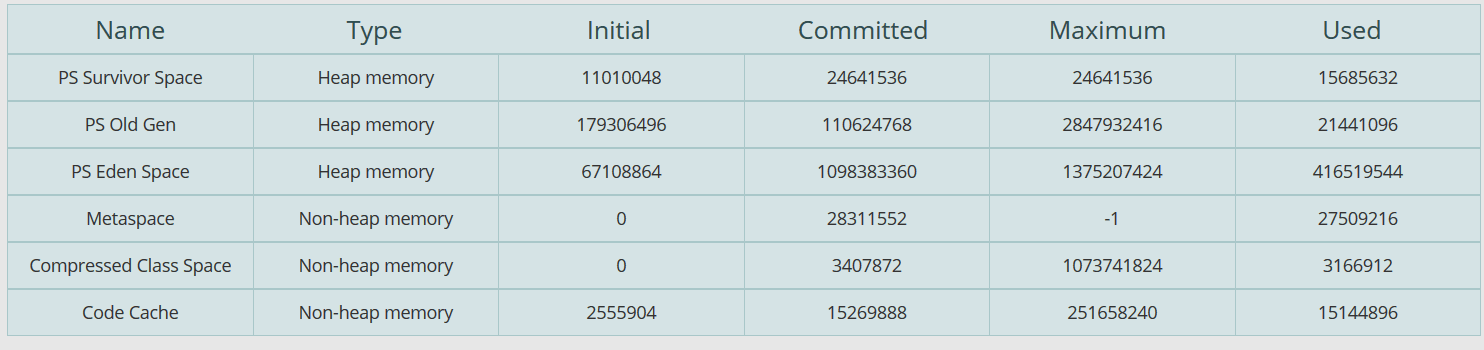 Name Type Initial Committed Maximum Used
PS Survivor Space Heap memory 11010048 24641536 24641536 15685632
PS Old Gen Heap memory 179306496 110624768 2847932416 21441096
PS Eden Space Heap memory 67108864 1098383360 1375207424 416519544
Metaspace Non-heap memory 0 28311552 -1 27509216
Compressed Class Space Non-heap memory 0 3407872 1073741824 3166912
Code Cache Non-heap memory 2555904 15269888 251658240 15144896